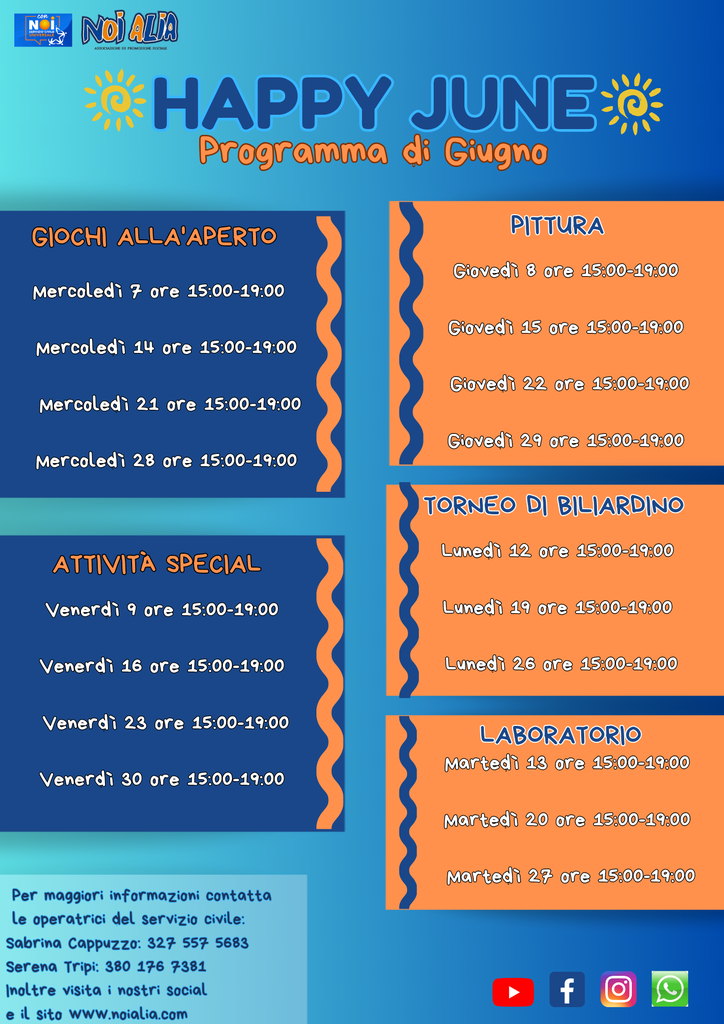 CON
NOI
SERVIZIO CIVILE
UNIVERSALE
NOI ALIA
ASSOCIAZIONE DI PROMOZIONE SOCIALE
HAPPY JUNE
Programma di Giugno
GIOCHI ALLA'APERTO
Mercoledì 7 ore 15:00-19:00
Mercoledì 14 ore 15:00-19:00
Mercoledì 21 ore 15:00-19:00
Mercoledì 28 ore 15:00-19:00
PITTURA
Giovedì 8 ore 15:00-19:00
Giovedì 15 ore 15:00-19:00
Giovedì 22 ore 15:00-19:00
Giovedì 29 ore 15:00-19:00
ATTIVITÀ SPECIAL
Venerdì 9 ore 15:00-19:00
Venerdì 16 ore 15:00-19:00
Venerdì 23 ore 15:00-19:00
Venerdì 30 ore 15:00-19:00
TORNEO DI BILIARDINO
Lunedì 12 ore 15:00-19:00
Lunedì 19 ore 15:00-19:00
Lunedì 26 ore 15:00-19:00
LABORATORIO
Martedì 13 ore 15:00-19:00
Martedì 20 ore 15:00-19:00
Martedì 27 ore 15:00-19:00
Per maggiori informazioni contatta
le operatrici del servizio civile:
Sabrina Cappuzzo: 327 557 5683
Serena Tripi: 380 176 7381
Inoltre visita i nostri social
e il sito www.noialia.com